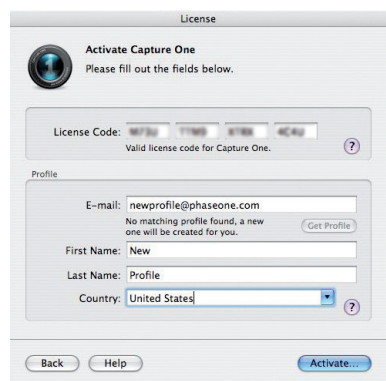 License
Activate Capture One
Please fill out the fields below.
License Code:
Valid license code for Capture One.
?
Profile
E-mail: newprofile@phaseone.com
No matching profile found, a new
one will be created for you.
Get Profile
First Name: New
Last Name: Profile
Country: United States
?
Back Help Activate...